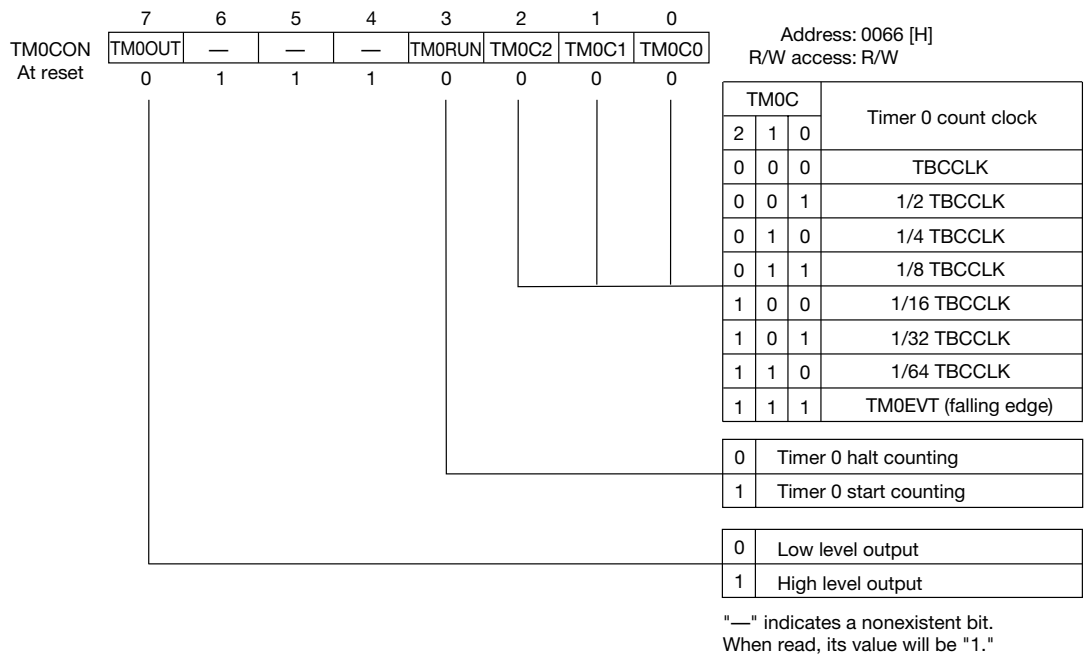 7 6 5 4 3 2 1 0
TM0CON TM0OUT — — — TM0RUN TM0C2 TM0C1 TM0C0
At reset 0 1 1 1 0 0 0 0
Address: 0066 [H]
R/W access: R/W
TM0C Timer 0 count clock
2 1 0
0 0 0 TBCCLK
0 0 1 1/2 TBCCLK
0 1 0 1/4 TBCCLK
0 1 1 1/8 TBCCLK
1 0 0 1/16 TBCCLK
1 0 1 1/32 TBCCLK
1 1 0 1/64 TBCCLK
1 1 1 TM0EVT (falling edge)
0 Timer 0 halt counting
1 Timer 0 start counting
0 Low level output
1 High level output
"—" indicates a nonexistent bit.
When read, its value will be "1."